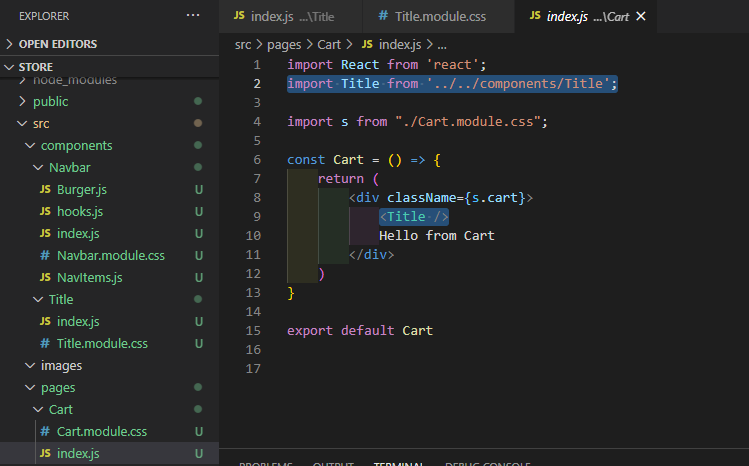 EXPLORER
OPEN EDITORS
STORE
node_modules
public
src
components
Navbar
JS Burger.js U
JS hooks.js U
JS index.js U
# Navbar.module.css U
JS NavItems.js U
Title
JS index.js U
# Title.module.css U
images
pages
Cart
# Cart.module.css U
JS index.js U
JS index.js ...\Title
# Title.module.css
JS index.js ...\Cart
src > pages > Cart > JS index.js > ...
1 import React from 'react';
2 import Title from '../../components/Title';
3
4 import s from "./Cart.module.css";
5
6 const Cart = () => {
7 return (
8 <div className={s.cart}>
9 <Title />
10 Hello from Cart
11 </div>
12 )
13 }
14
15 export default Cart
16
17
PROBLEMS OUTPUT TERMINAL DEBUG CONSOLE